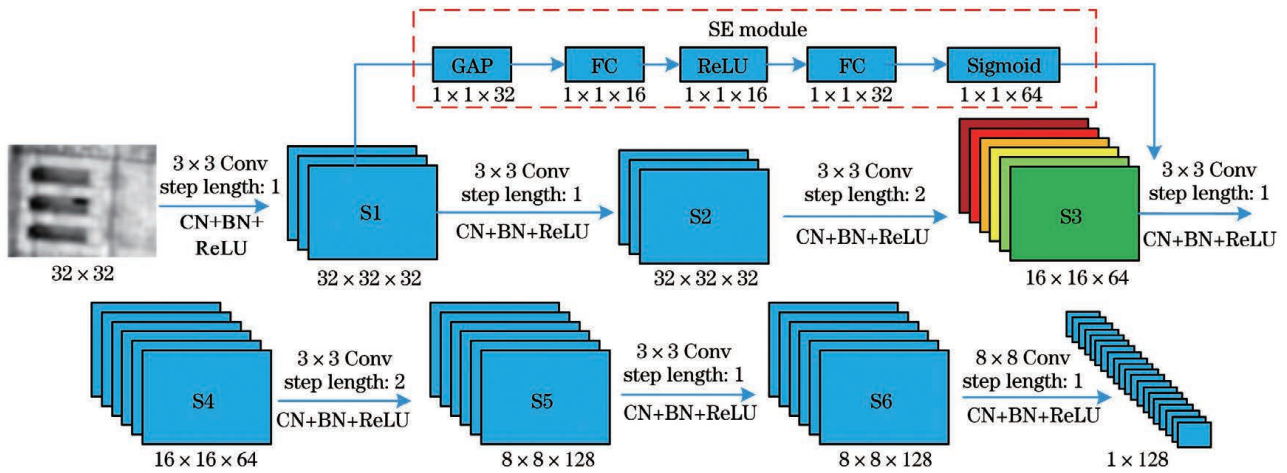 SE module
GAP
FC
ReLU
FC
Sigmoid
1 × 1 × 32
1 × 1 × 16
1 × 1 × 16
1 × 1 × 32
1 × 1 × 64
3 × 3 Conv
step length: 1
CN+BN+
ReLU
32 × 32
S1
32 × 32 × 32
3 × 3 Conv
step length: 1
CN+BN+ReLU
S2
32 × 32 × 32
3 × 3 Conv
step length: 2
CN+BN+ReLU
S3
16 × 16 × 64
3 × 3 Conv
step length: 1
CN+BN+ReLU
S4
16 × 16 × 64
3 × 3 Conv
step length: 2
CN+BN+ReLU
S5
8 × 8 × 128
3 × 3 Conv
step length: 1
CN+BN+ReLU
S6
8 × 8 × 128
8 × 8 Conv
step length: 1
CN+BN+ReLU
1 × 128